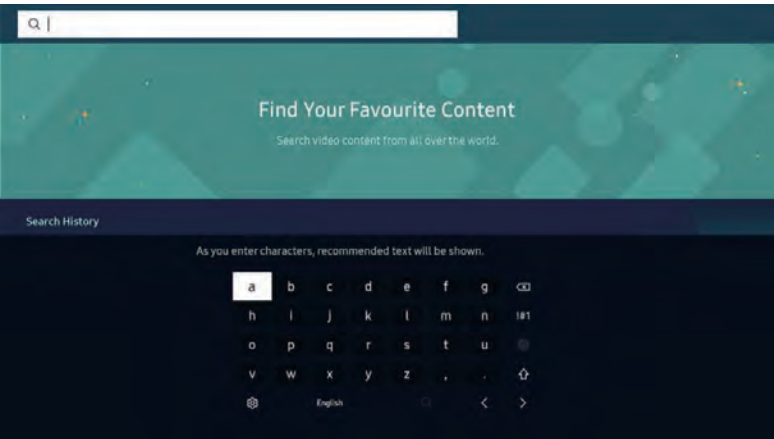 Find Your Favourite Content
Search video content from all over the world.
Search History
As you enter characters, recommended text will be shown.
a b c d e f g
h i j k l m n !#1
o p q r s t u
v w x y z , .
English